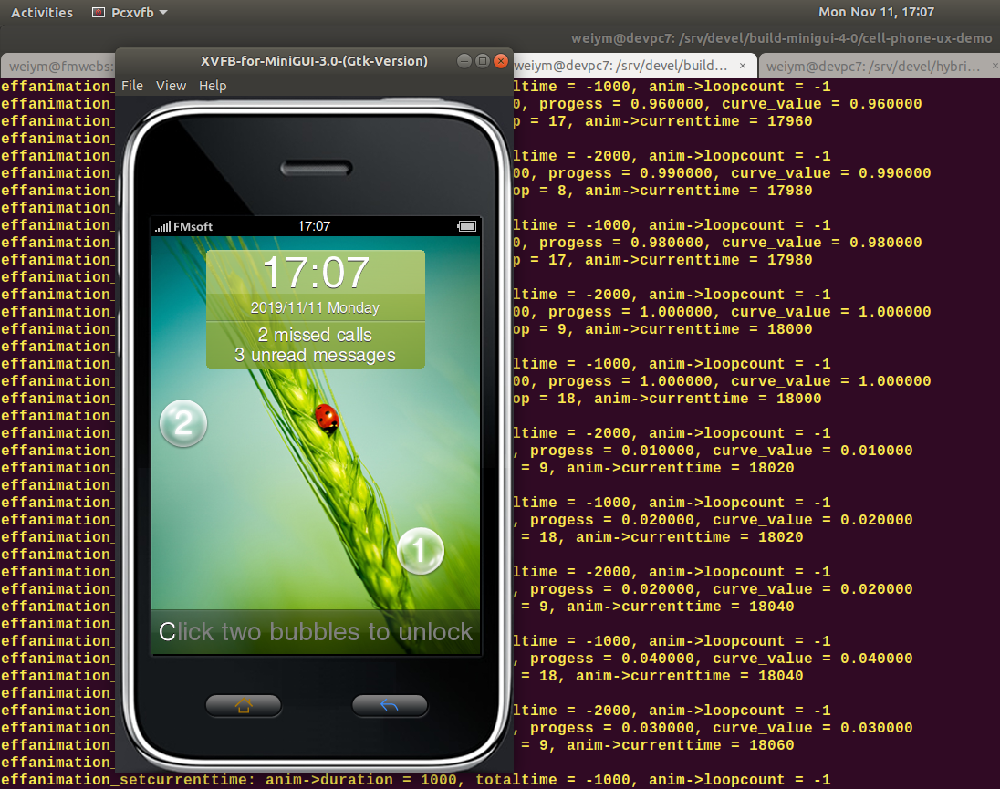 Activities Pcxvfb Mon Nov 11, 17:07
weiym@devpc7: /srv/devel/build-minigui-4-0/cell-phone-ux-demo
weiym@fmwebs: weiym@devpc7: /srv/devel/build… × weiym@devpc7: /srv/devel/hybri… ×
XVFB-for-MiniGUI-3.0-(Gtk-Version)
File View Help
FMsoft 17:07
17:07
2019/11/11 Monday
2 missed calls
3 unread messages
2
1
Click two bubbles to unlock
effanimation_ ltime = -1000, anim->loopcount = -1
effanimation_ 0, progess = 0.960000, curve_value = 0.960000
effanimation_ p = 17, anim->currenttime = 17960
effanimation_
effanimation_ ltime = -2000, anim->loopcount = -1
effanimation_ 00, progess = 0.990000, curve_value = 0.990000
effanimation_ op = 8, anim->currenttime = 17980
effanimation_
effanimation_ ltime = -1000, anim->loopcount = -1
effanimation_ 0, progess = 0.980000, curve_value = 0.980000
effanimation_ p = 17, anim->currenttime = 17980
effanimation_
effanimation_ ltime = -2000, anim->loopcount = -1
effanimation_ 00, progess = 1.000000, curve_value = 1.000000
effanimation_ op = 9, anim->currenttime = 18000
effanimation_
effanimation_ ltime = -1000, anim->loopcount = -1
effanimation_ 00, progess = 1.000000, curve_value = 1.000000
effanimation_ op = 18, anim->currenttime = 18000
effanimation_
effanimation_ ltime = -2000, anim->loopcount = -1
effanimation_ , progess = 0.010000, curve_value = 0.010000
effanimation_ = 9, anim->currenttime = 18020
effanimation_
effanimation_ ltime = -1000, anim->loopcount = -1
effanimation_ , progess = 0.020000, curve_value = 0.020000
effanimation_ = 18, anim->currenttime = 18020
effanimation_
effanimation_ ltime = -2000, anim->loopcount = -1
effanimation_ , progess = 0.020000, curve_value = 0.020000
effanimation_ = 9, anim->currenttime = 18040
effanimation_
effanimation_ ltime = -1000, anim->loopcount = -1
effanimation_ , progess = 0.040000, curve_value = 0.040000
effanimation_ = 18, anim->currenttime = 18040
effanimation_
effanimation_ ltime = -2000, anim->loopcount = -1
effanimation_ , progess = 0.030000, curve_value = 0.030000
effanimation_ = 9, anim->currenttime = 18060
effanimation_
effanimation_setcurrenttime: anim->duration = 1000, totaltime = -1000, anim->loopcount = -1